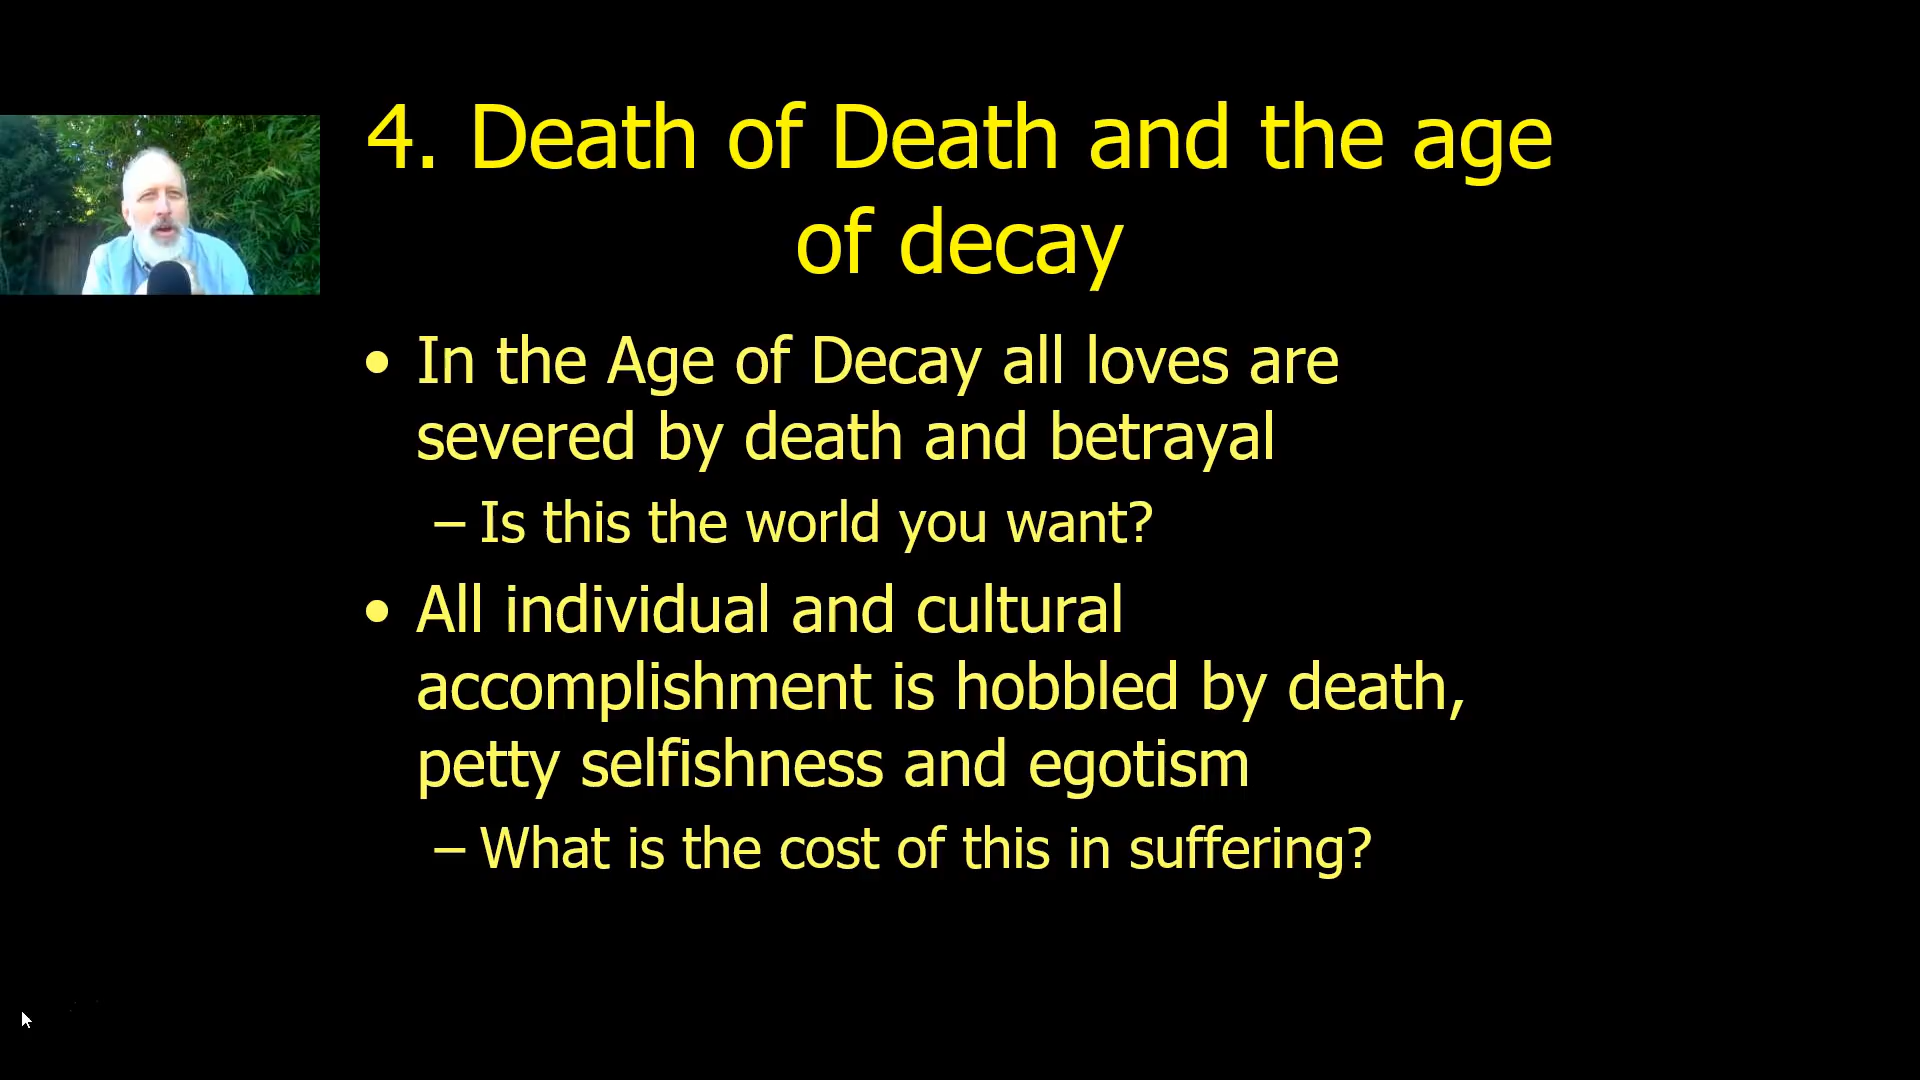 4. Death of Death and the age
of decay
• In the Age of Decay all loves are
severed by death and betrayal
– Is this the world you want?
• All individual and cultural
accomplishment is hobbled by death,
petty selfishness and egotism
– What is the cost of this in suffering?